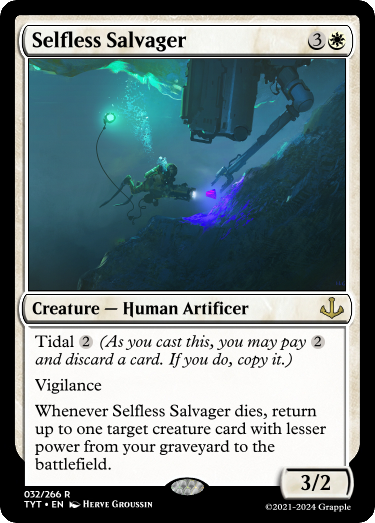 Selfless Salvager 3
Creature — Human Artificer
Tidal 2 (As you cast this, you may pay 2
and discard a card. If you do, copy it.)
Vigilance
Whenever Selfless Salvager dies, return
up to one target creature card with lesser
power from your graveyard to the
battlefield.
3/2
032/266 R
TYT • EN Herve Groussin
©2021-2024 Grapple